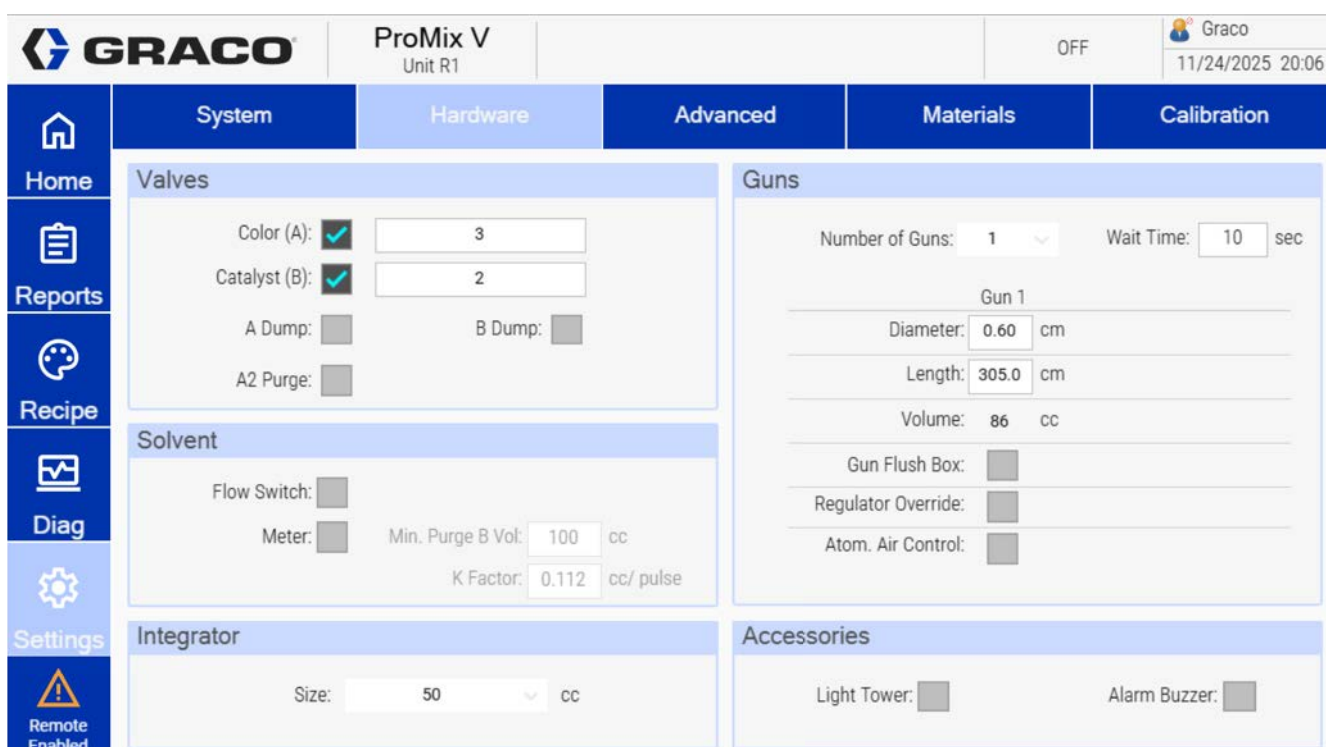 GRACO
ProMix V
Unit R1
OFF
Graco
11/24/2025 20:06
Home
Reports
Recipe
Diag
Settings
Remote
Enabled
System
Hardware
Advanced
Materials
Calibration
Valves
Color (A): 3
Catalyst (B): 2
A Dump: B Dump:
A2 Purge:
Solvent
Flow Switch:
Meter: Min. Purge B Vol: 100 cc
K Factor: 0.112 cc/ pulse
Integrator
Size: 50 cc
Guns
Number of Guns: 1 Wait Time: 10 sec
Gun 1
Diameter: 0.60 cm
Length: 305.0 cm
Volume: 86 cc
Gun Flush Box:
Regulator Override:
Atom. Air Control:
Accessories
Light Tower: Alarm Buzzer: